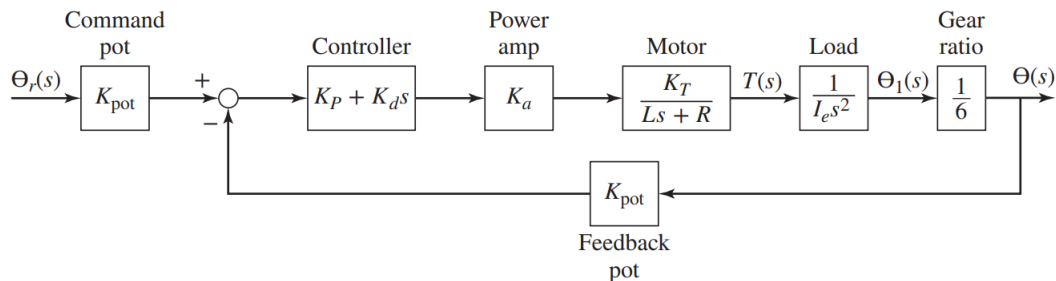 Command
pot
Controller
Power
amp
Motor
Load
Gear
ratio
Θr(s)
Kpot
+
−
KP + Kds
Ka
KT
Ls + R
T(s)
1
Ies²
Θ1(s)
1
6
Θ(s)
Kpot
Feedback
pot